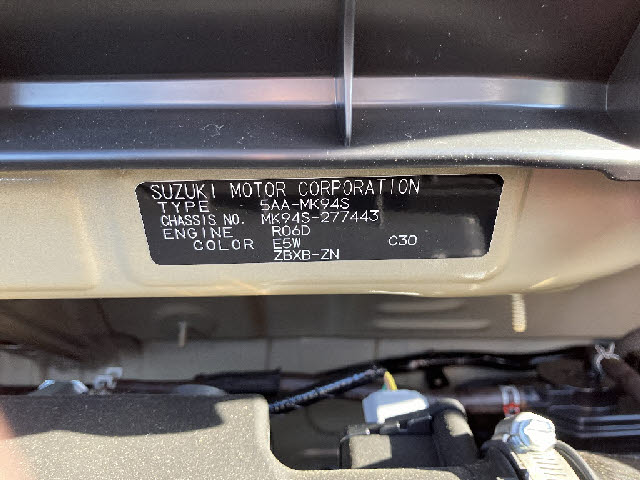 SUZUKI MOTOR CORPORATION
TYPE 5AA-MK94S
CHASSIS NO. MK94S-277443
ENGINE R06D
COLOR E5W C30
ZBXB-ZN